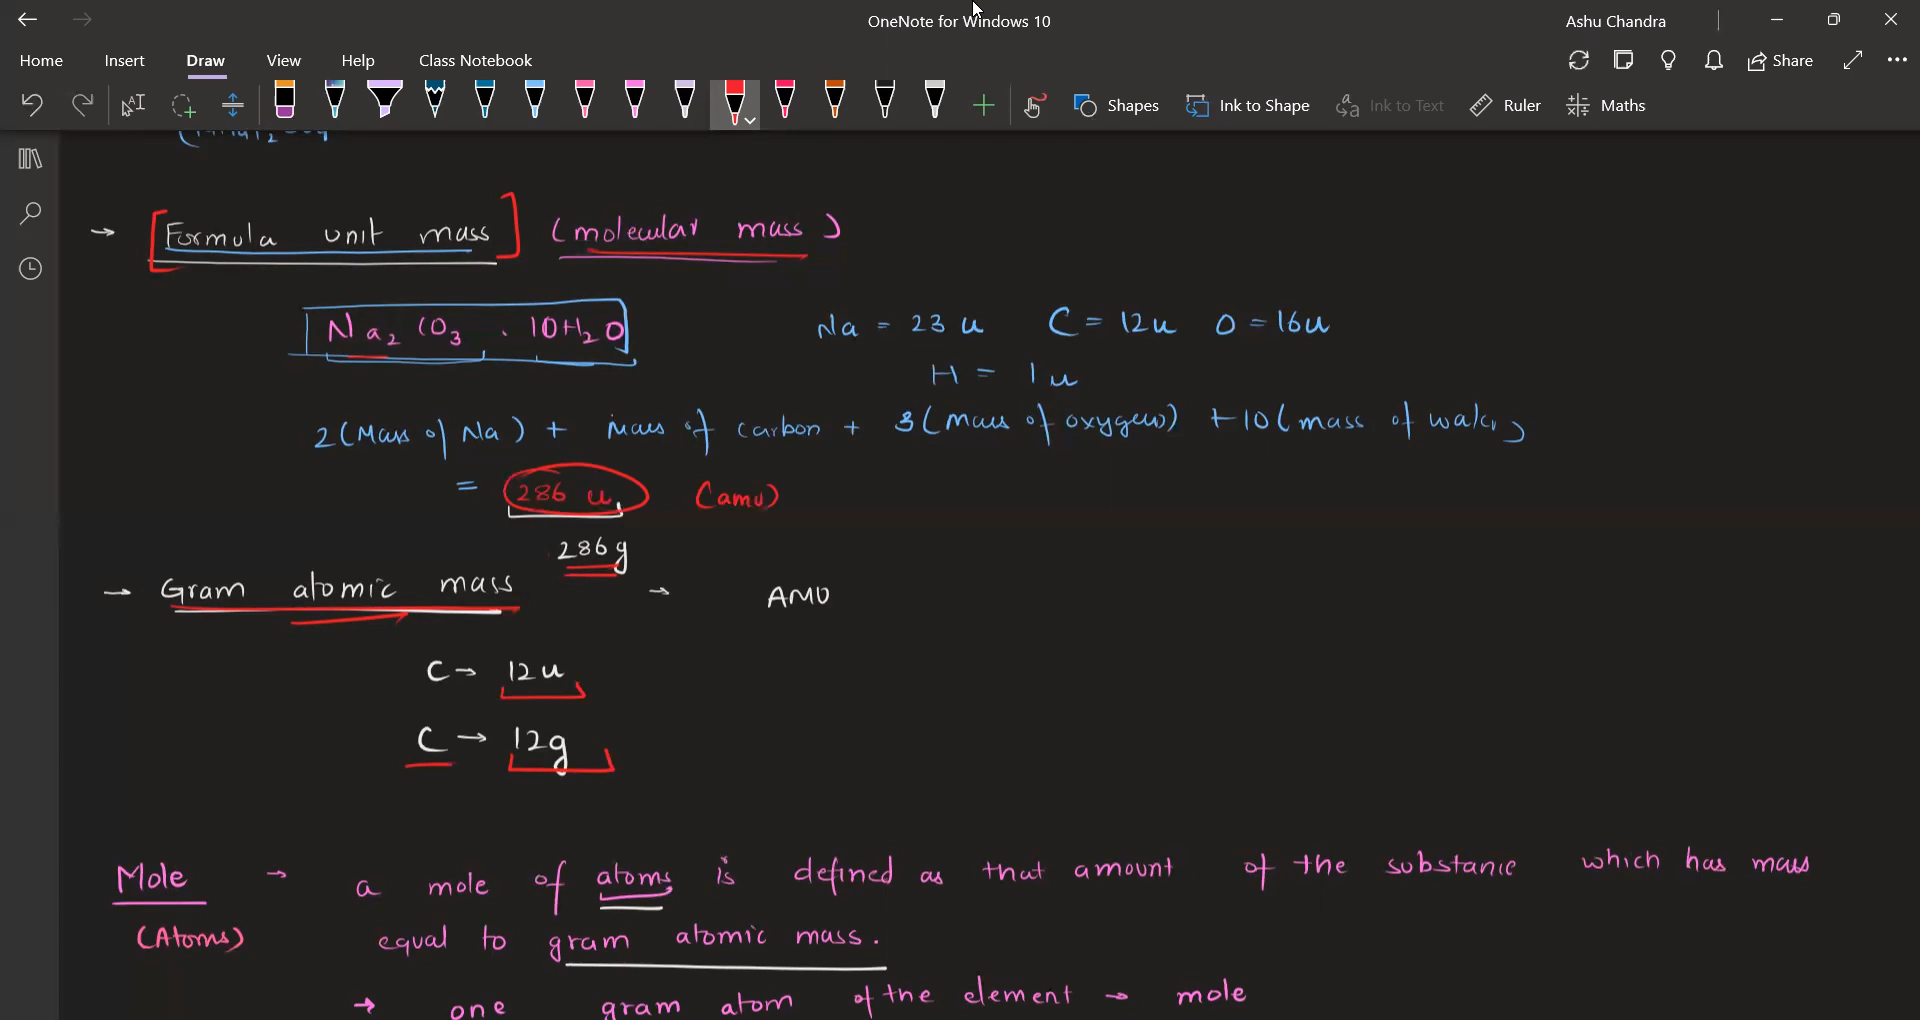 OneNote for Windows 10
Ashu Chandra
Home Insert Draw View Help Class Notebook
Share
Shapes Ink to Shape Ink to Text Ruler Maths
→ [Formula unit mass] (molecular mass)
Na₂CO₃ . 10H₂O
Na = 23 u C = 12u O = 16u
H = 1 u
2(Mass of Na) + mass of carbon + 3(mass of oxygen) + 10(mass of water)
= 286 u (amu)
286g
→ Gram atomic mass → AMU
C → 12u
C → 12g
Mole → a mole of atoms is defined as that amount of the substance which has mass
(Atoms) equal to gram atomic mass.
→ one gram atom of the element → mole